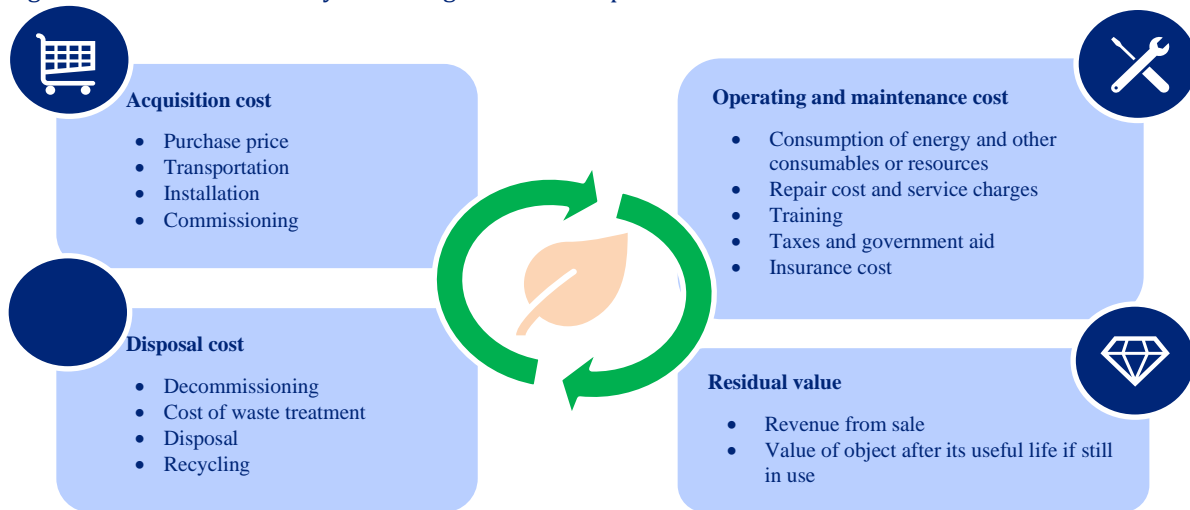 Acquisition cost
• Purchase price
• Transportation
• Installation
• Commissioning
Operating and maintenance cost
• Consumption of energy and other
consumables or resources
• Repair cost and service charges
• Training
• Taxes and government aid
• Insurance cost
Disposal cost
• Decommissioning
• Cost of waste treatment
• Disposal
• Recycling
Residual value
• Revenue from sale
• Value of object after its useful life if still
in use